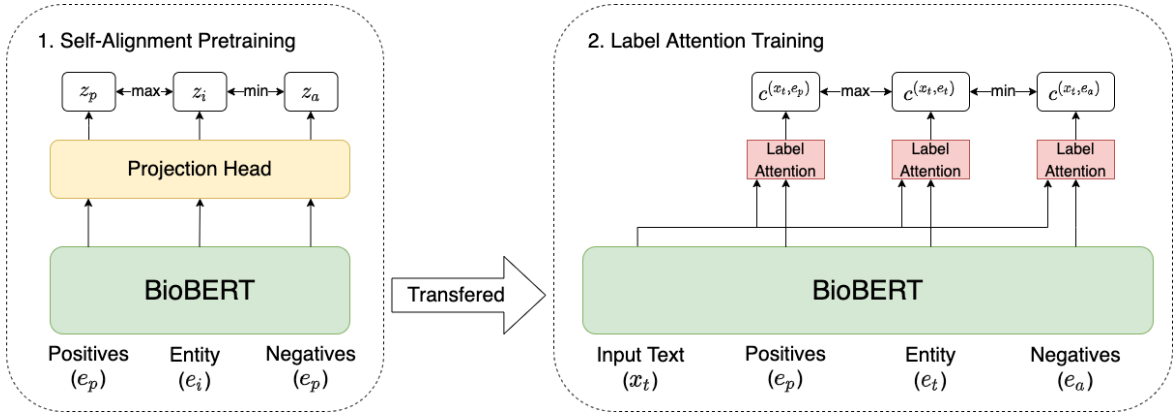 1. Self-Alignment Pretraining
z_p max z_i min z_a
Projection Head
BioBERT
Positives Entity Negatives
(e_p) (e_i) (e_p)
Transfered
2. Label Attention Training
c^(x_t,e_p) max c^(x_t,e_t) min c^(x_t,e_a)
Label Attention
Label Attention
Label Attention
BioBERT
Input Text Positives Entity Negatives
(x_t) (e_p) (e_t) (e_a)